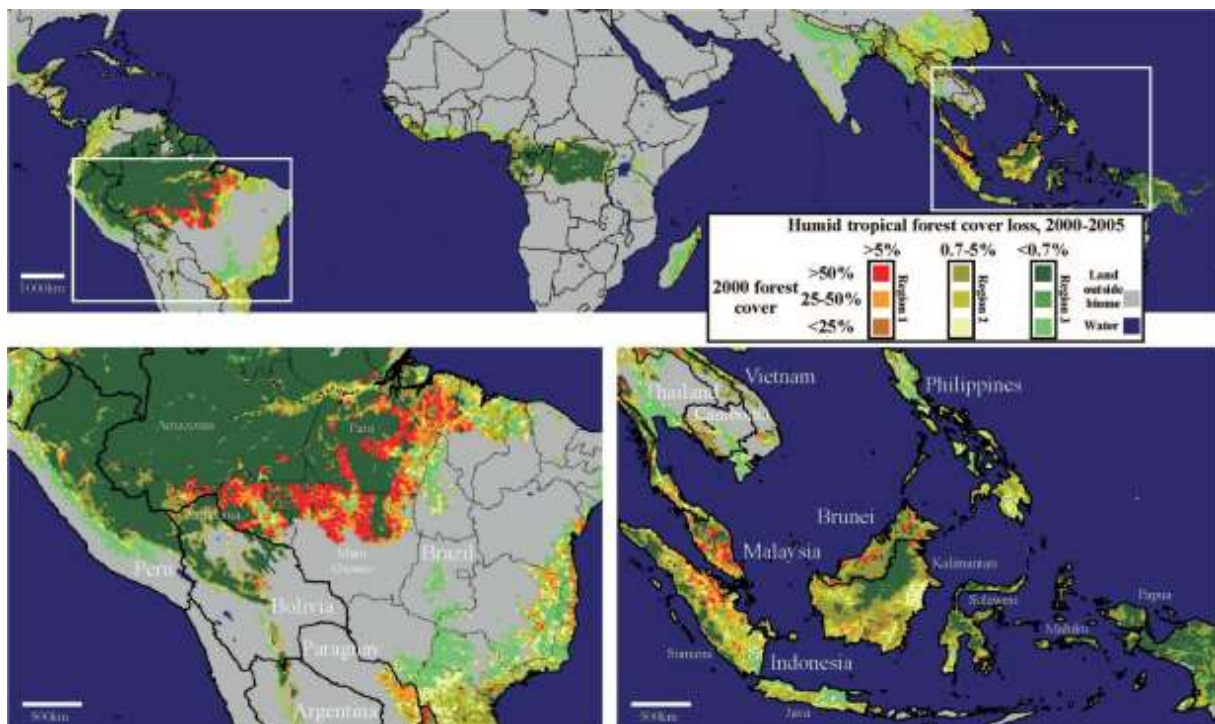 1000km
Humid tropical forest cover loss, 2000-2005
>5% 0.7-5% <0.7%
2000 forest cover
>50%
25-50%
<25%
Region 1
Region 2
Region 3
Land outside biome
Water
Amazonas
Para
Mato
Peru
Brazil
Bolivia
Paraguay
Argentina
500km
Thailand
Vietnam
Cambodia
Philippines
Brunei
Malaysia
Kalimantan
Sulawesi
Maluku
Papua
Sumatra
Indonesia
Java
500km